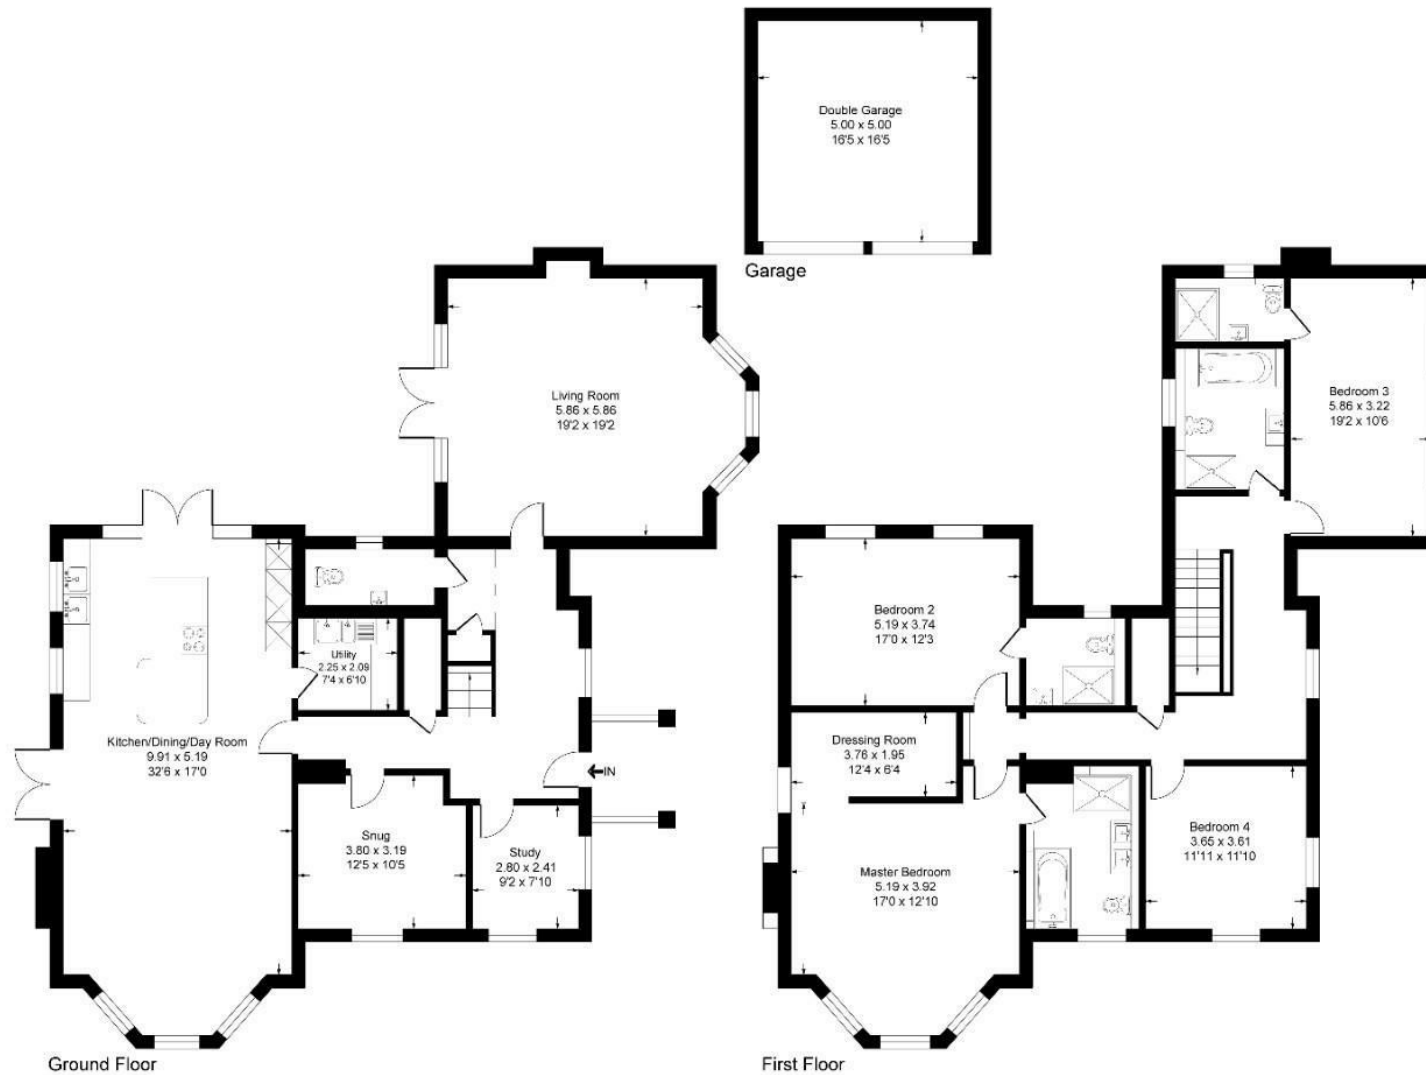 Double Garage
5.00 x 5.00
16'5 x 16'5
Garage
Living Room
5.86 x 5.86
19'2 x 19'2
Utility
2.25 x 2.09
7'4 x 6'10
Kitchen/Dining/Day Room
9.91 x 5.19
32'6 x 17'0
IN
Snug
3.80 x 3.19
12'5 x 10'5
Study
2.80 x 2.41
9'2 x 7'10
Ground Floor
Bedroom 3
5.86 x 3.22
19'2 x 10'6
Bedroom 2
5.19 x 3.74
17'0 x 12'3
Dressing Room
3.76 x 1.95
12'4 x 6'4
Master Bedroom
5.19 x 3.92
17'0 x 12'10
Bedroom 4
3.65 x 3.61
11'11 x 11'10
First Floor